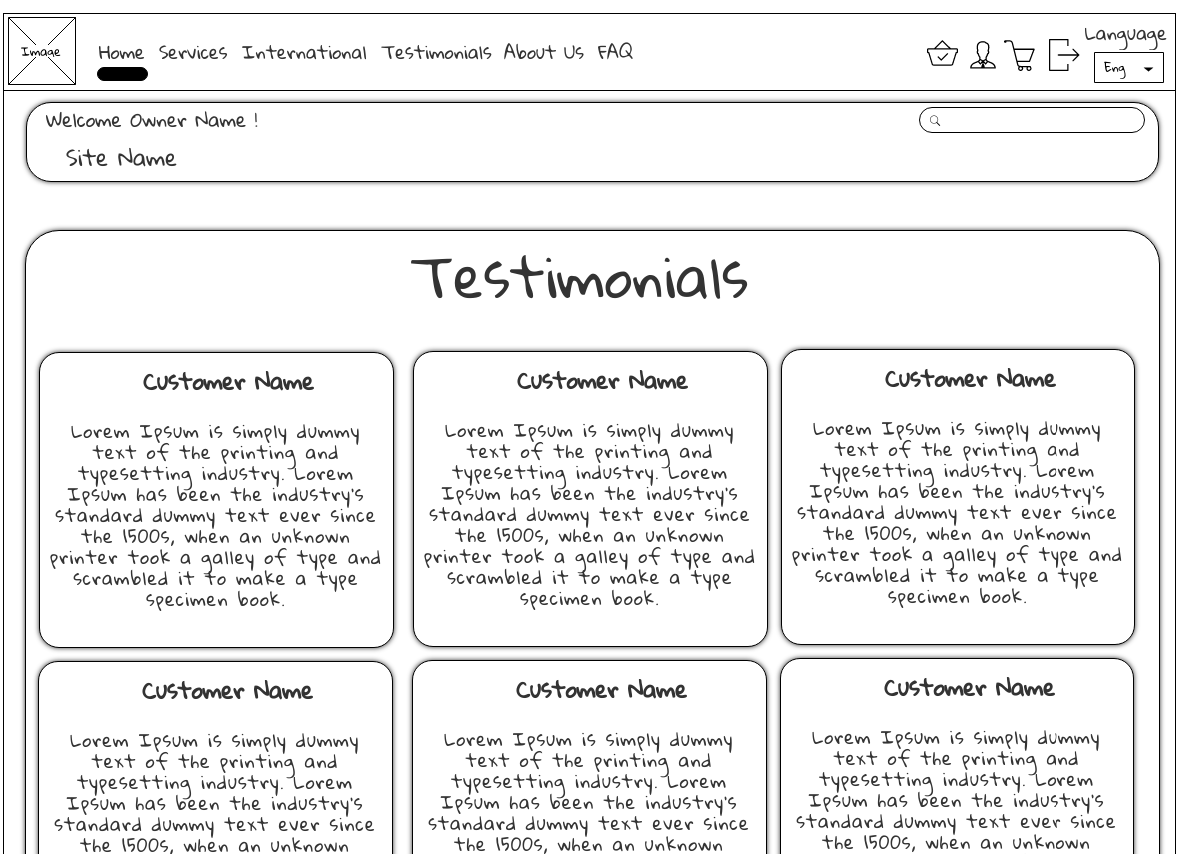 Image
Home Services International Testimonials About Us FAQ
Language
Eng
Welcome Owner Name !
Site Name
Testimonials
Customer Name
Lorem Ipsum is simply dummy
text of the printing and
typesetting industry. Lorem
Ipsum has been the industry's
standard dummy text ever since
the 1500s, when an unknown
printer took a galley of type and
scrambled it to make a type
specimen book.
Customer Name
Lorem Ipsum is simply dummy
text of the printing and
typesetting industry. Lorem
Ipsum has been the industry's
standard dummy text ever since
the 1500s, when an unknown
printer took a galley of type and
scrambled it to make a type
specimen book.
Customer Name
Lorem Ipsum is simply dummy
text of the printing and
typesetting industry. Lorem
Ipsum has been the industry's
standard dummy text ever since
the 1500s, when an unknown
printer took a galley of type and
scrambled it to make a type
specimen book.
Customer Name
Lorem Ipsum is simply dummy
text of the printing and
typesetting industry. Lorem
Ipsum has been the industry's
standard dummy text ever since
the 1500s, when an unknown
Customer Name
Lorem Ipsum is simply dummy
text of the printing and
typesetting industry. Lorem
Ipsum has been the industry's
standard dummy text ever since
the 1500s, when an unknown
Customer Name
Lorem Ipsum is simply dummy
text of the printing and
typesetting industry. Lorem
Ipsum has been the industry's
standard dummy text ever since
the 1500s, when an unknown